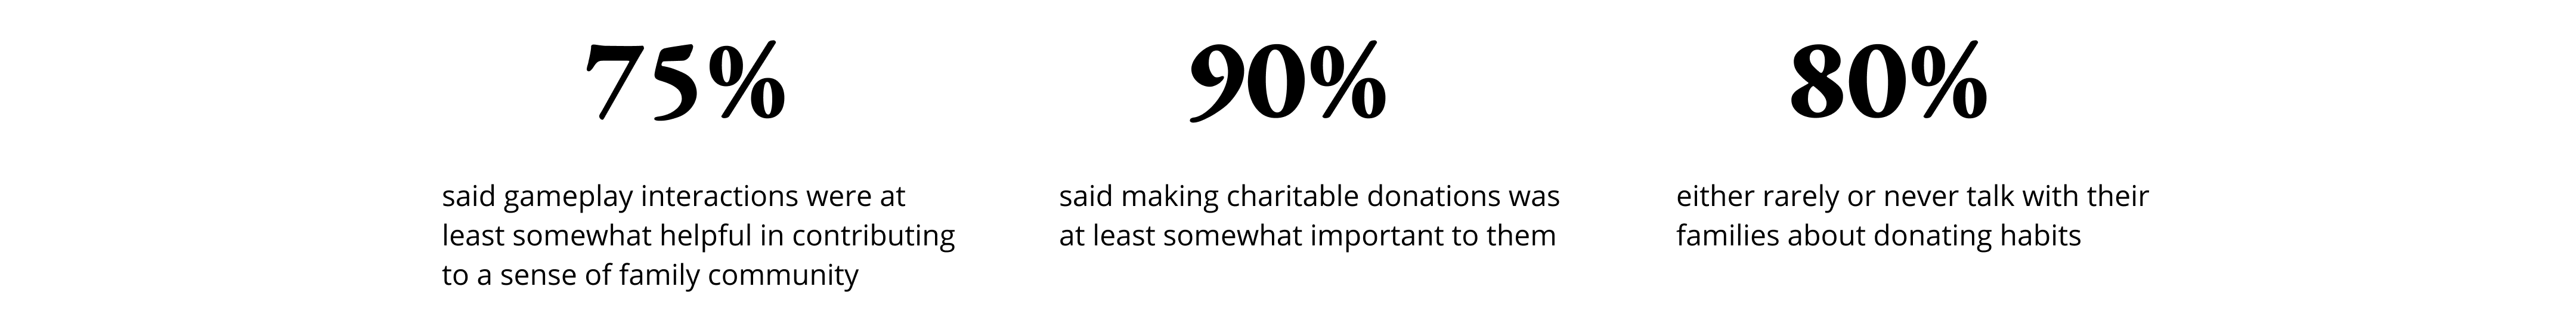 75%
said gameplay interactions were at
least somewhat helpful in contributing
to a sense of family community
90%
said making charitable donations was
at least somewhat important to them
80%
either rarely or never talk with their
families about donating habits